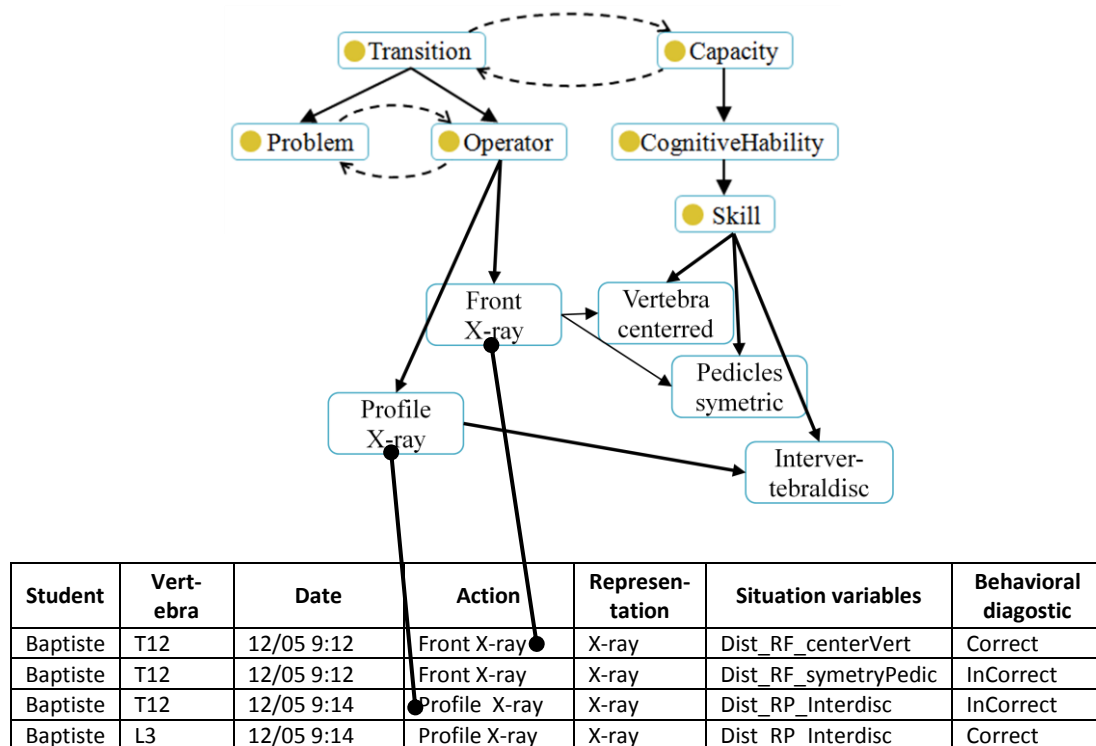 Transition
Capacity
Problem
Operator
CognitiveHability
Skill
Front
X-ray
Vertebra
centerred
Pedicles
symetric
Profile
X-ray
Interver-
tebraldisc
Student Vert- Date Action Represen- Situation variables Behavioral
ebra tation diagostic
Baptiste T12 12/05 9:12 Front X-ray X-ray Dist_RF_centerVert Correct
Baptiste T12 12/05 9:12 Front X-ray X-ray Dist_RF_symetryPedic InCorrect
Baptiste T12 12/05 9:14 Profile X-ray X-ray Dist_RP_Interdisc InCorrect
Baptiste L3 12/05 9:14 Profile X-ray X-ray Dist_RP_Interdisc Correct